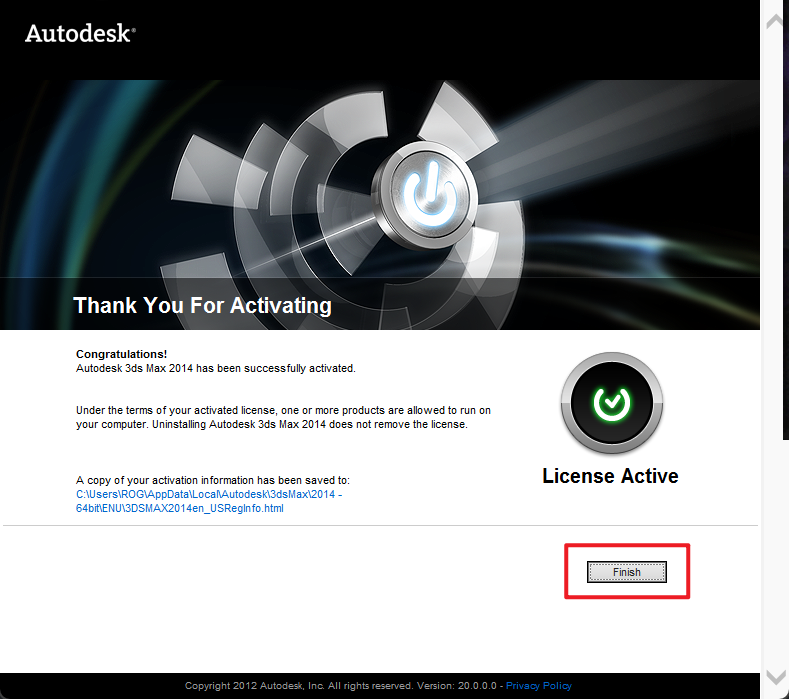 Autodesk®
Thank You For Activating
Congratulations!
Autodesk 3ds Max 2014 has been successfully activated.
Under the terms of your activated license, one or more products are allowed to run on
your computer. Uninstalling Autodesk 3ds Max 2014 does not remove the license.
A copy of your activation information has been saved to:
C:\Users\ROG\AppData\Local\Autodesk\3dsMax\2014 -
64bit\ENU\3DSMAX2014en_USRegInfo.html
License Active
Finish
Copyright 2012 Autodesk, Inc. All rights reserved. Version: 20.0.0.0 - Privacy Policy